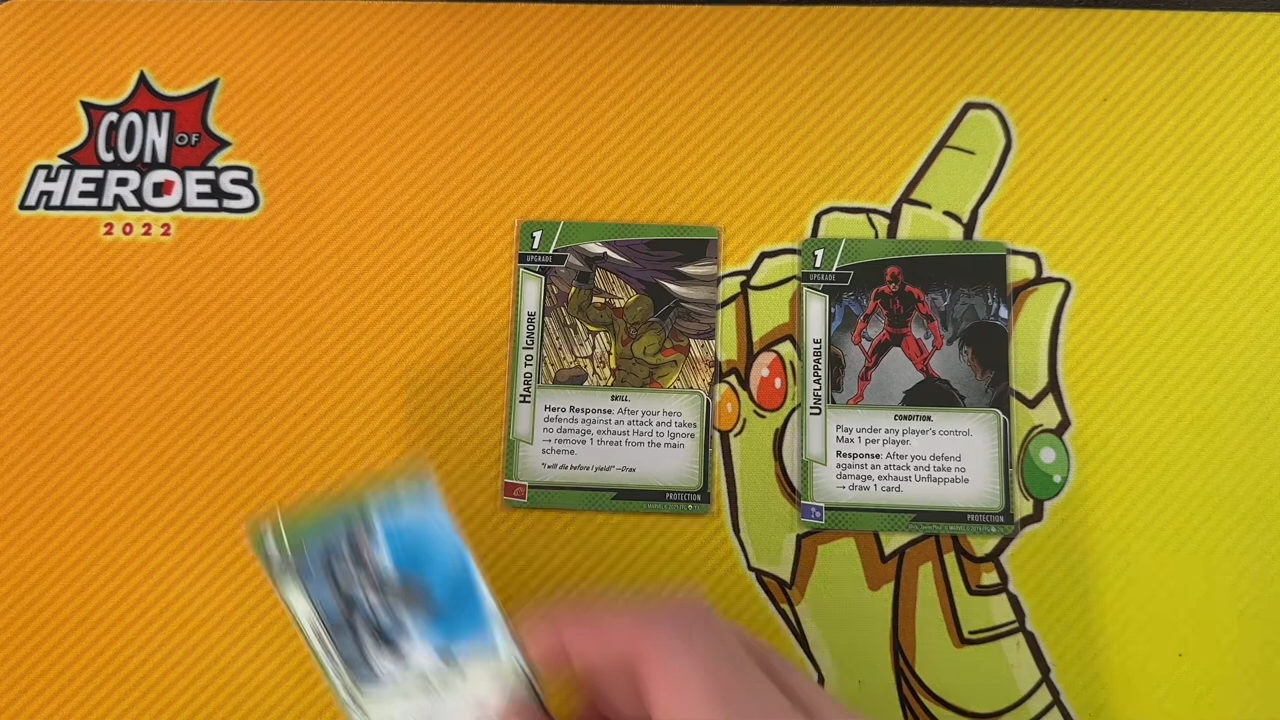 CON OF
HEROES
2022
1
UPGRADE
HARD TO IGNORE
SKILL.
Hero Response: After your hero
defends against an attack and takes
no damage, exhaust Hard to Ignore
→ remove 1 threat from the main
scheme.
"I will die before I yield!" —Drax
PROTECTION
1
UPGRADE
UNFLAPPABLE
CONDITION.
Play under any player's control.
Max 1 per player.
Response: After you defend
against an attack and take no
damage, exhaust Unflappable
→ draw 1 card.
PROTECTION